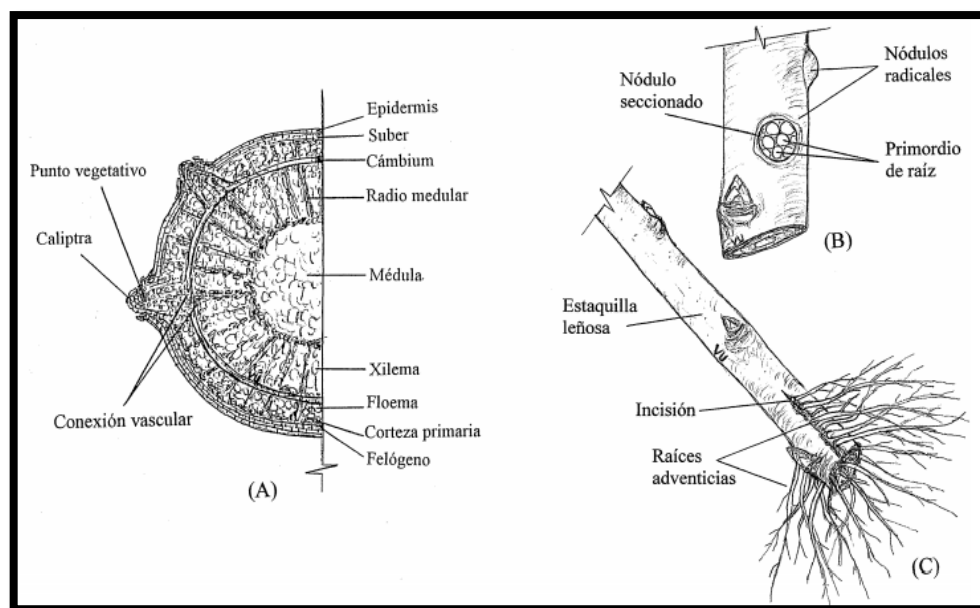 Epidermis
Suber
Cámbium
Radio medular
Médula
Xilema
Floema
Corteza primaria
Felógeno
Punto vegetativo
Caliptra
Conexión vascular
(A)
Nódulo
seccionado
Nódulos
radicales
Primordio
de raíz
(B)
Estaquilla
leñosa
Incisión
Raíces
adventicias
(C)